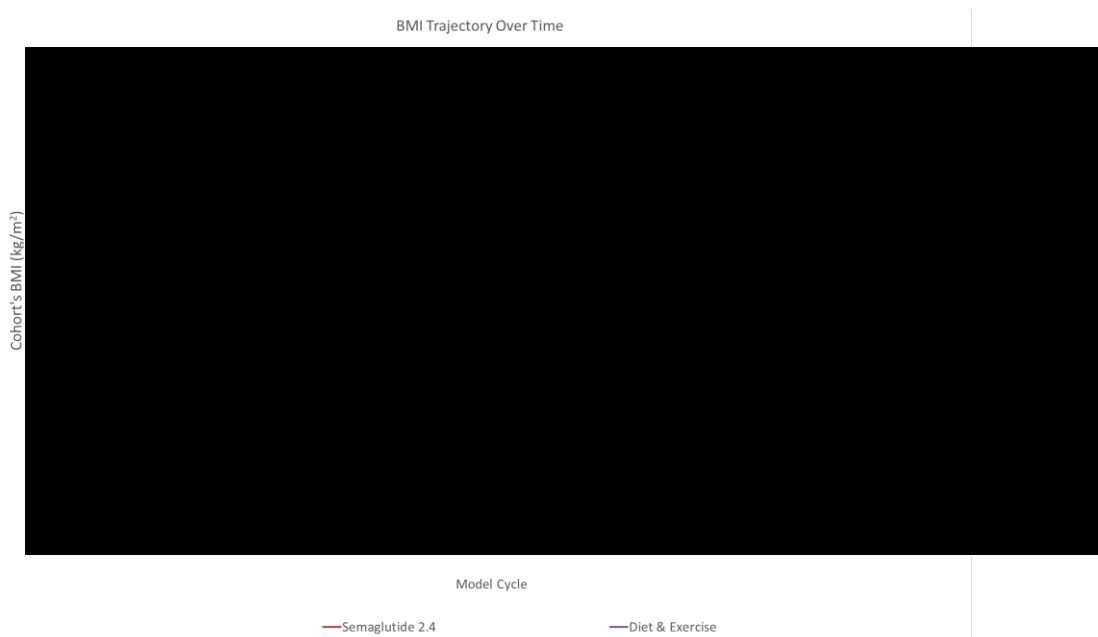 BMI Trajectory Over Time
Cohort's BMI (kg/m²)
Model Cycle
Semaglutide 2.4
Diet & Exercise